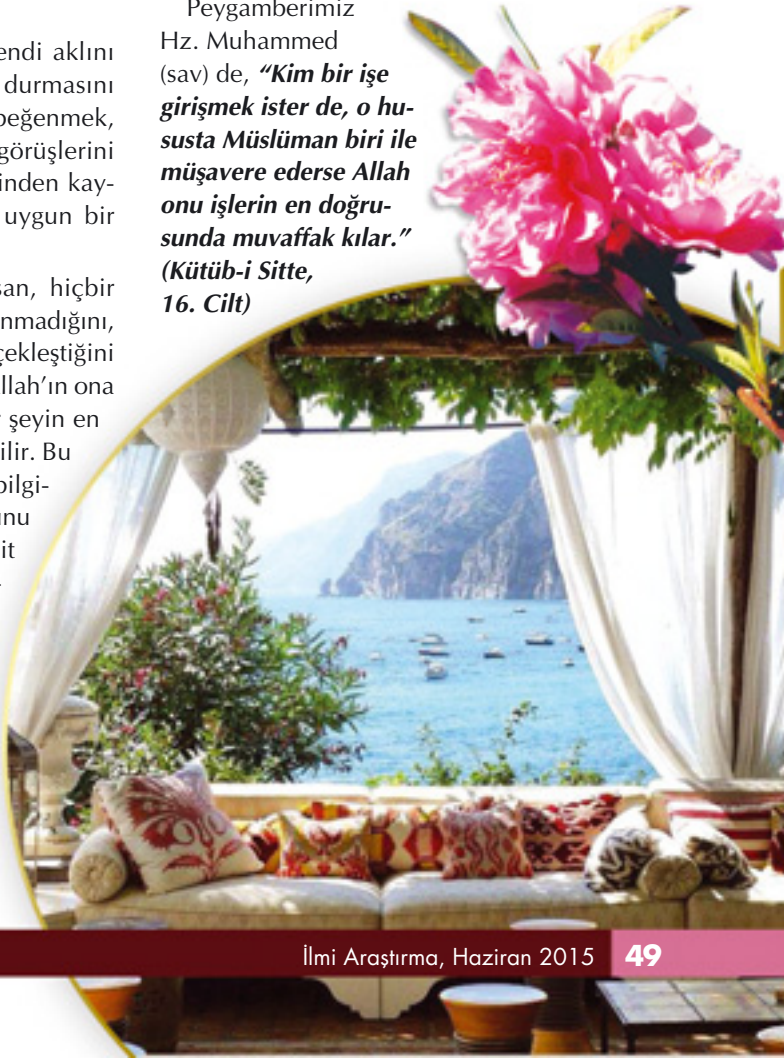 endi aklını
durmasını
beğenmek,
görüşlerini
inden kay-
uygun bir
san, hiçbir
nmadığını,
çekleştiğini
llah’ın ona
şeyin en
ilir. Bu
bilgi-
unu
it
Peygamberimiz
Hz. Muhammed
(sav) de, “Kim bir işe
girişmek ister de, o hu-
susta Müslüman biri ile
müşavere ederse Allah
onu işlerin en doğru-
sunda muvaffak kılar.”
(Kütüb-i Sitte,
16. Cilt)
İlmi Araştırma, Haziran 2015 49